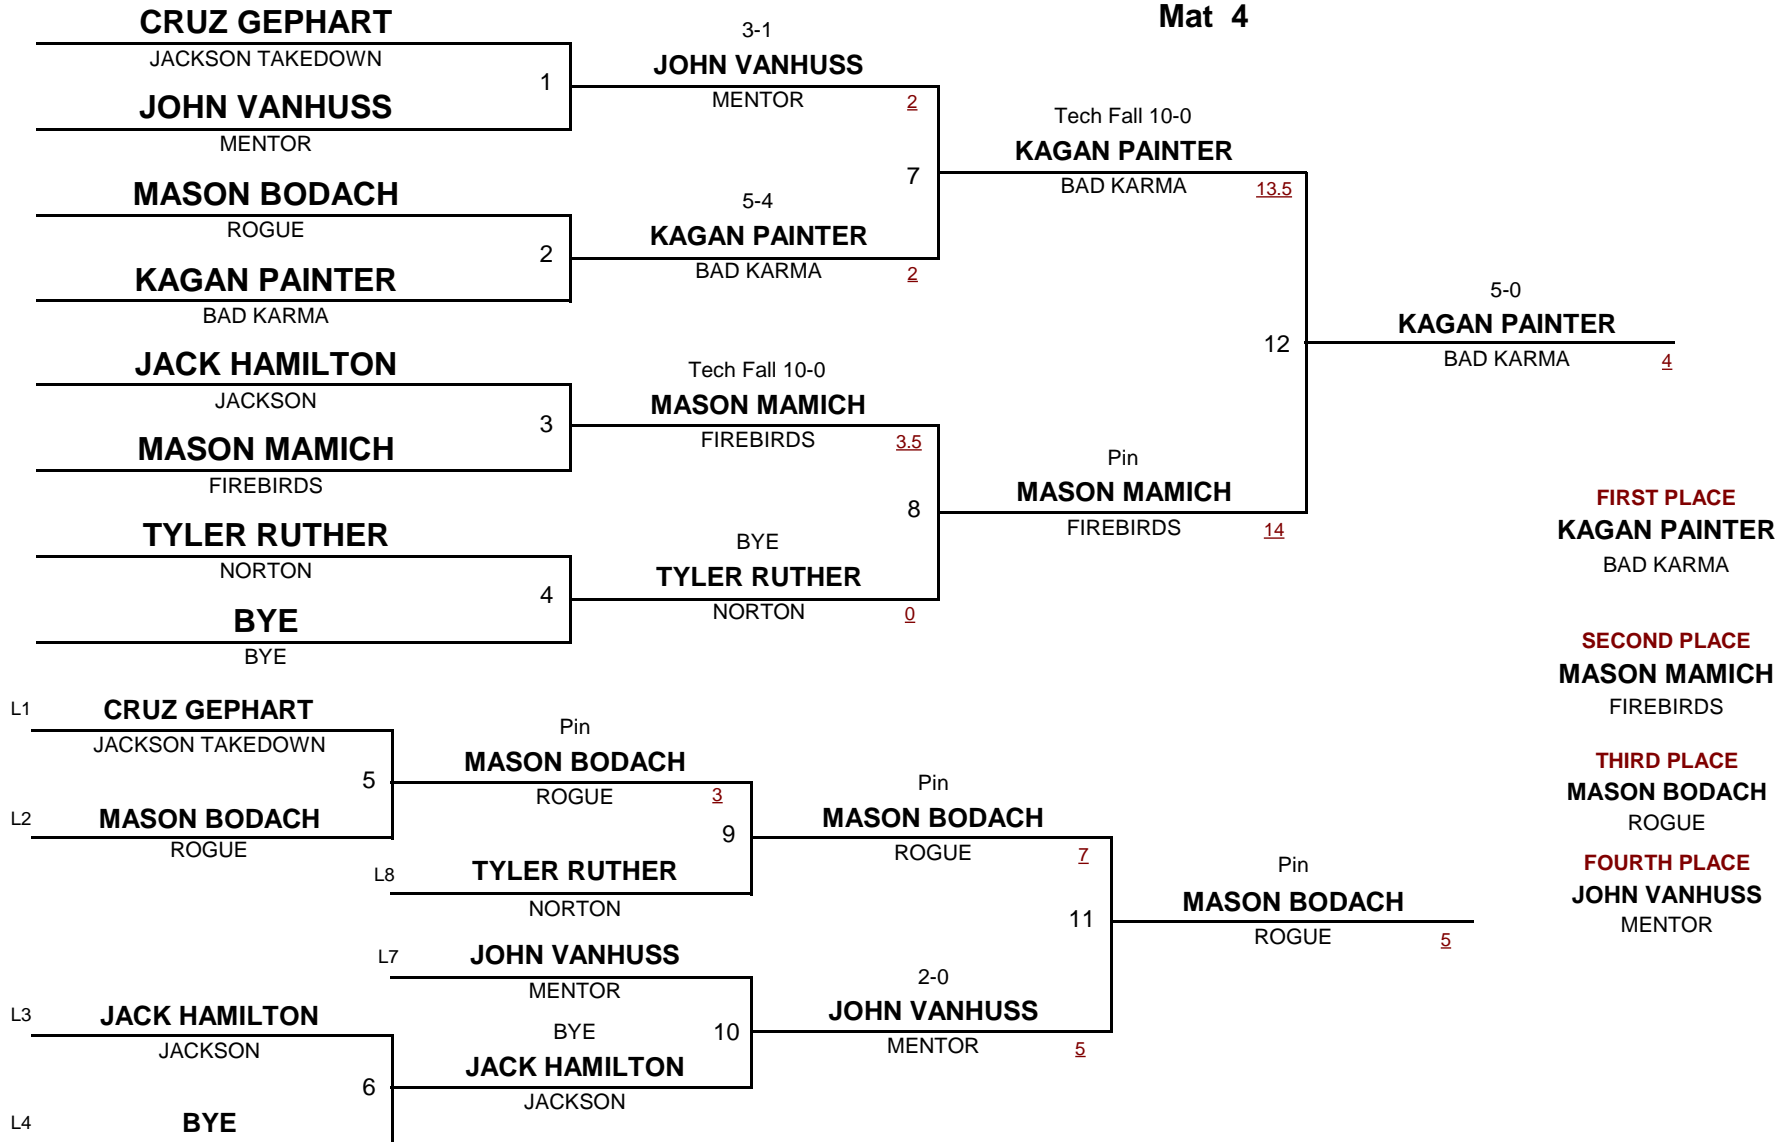 Mat 4
CRUZ GEPHART
JACKSON TAKEDOWN
1
JOHN VANHUSS
MENTOR
MASON BODACH
ROGUE
2
KAGAN PAINTER
BAD KARMA
JACK HAMILTON
JACKSON
3
MASON MAMICH
FIREBIRDS
TYLER RUTHER
NORTON
4
BYE
BYE
3-1
JOHN VANHUSS
MENTOR
2
7
5-4
KAGAN PAINTER
BAD KARMA
2
Tech Fall 10-0
MASON MAMICH
FIREBIRDS
3.5
8
BYE
TYLER RUTHER
NORTON
0
Tech Fall 10-0
KAGAN PAINTER
BAD KARMA
13.5
12
Pin
MASON MAMICH
FIREBIRDS
14
5-0
KAGAN PAINTER
BAD KARMA
4
FIRST PLACE
KAGAN PAINTER
BAD KARMA
SECOND PLACE
MASON MAMICH
FIREBIRDS
THIRD PLACE
MASON BODACH
ROGUE
FOURTH PLACE
JOHN VANHUSS
MENTOR
L1
CRUZ GEPHART
JACKSON TAKEDOWN
5
L2
MASON BODACH
ROGUE
L3
JACK HAMILTON
JACKSON
6
L4
BYE
Pin
MASON BODACH
ROGUE
3
9
L8
TYLER RUTHER
NORTON
L7
JOHN VANHUSS
MENTOR
10
BYE
JACK HAMILTON
JACKSON
Pin
MASON BODACH
ROGUE
7
11
2-0
JOHN VANHUSS
MENTOR
5
Pin
MASON BODACH
ROGUE
5